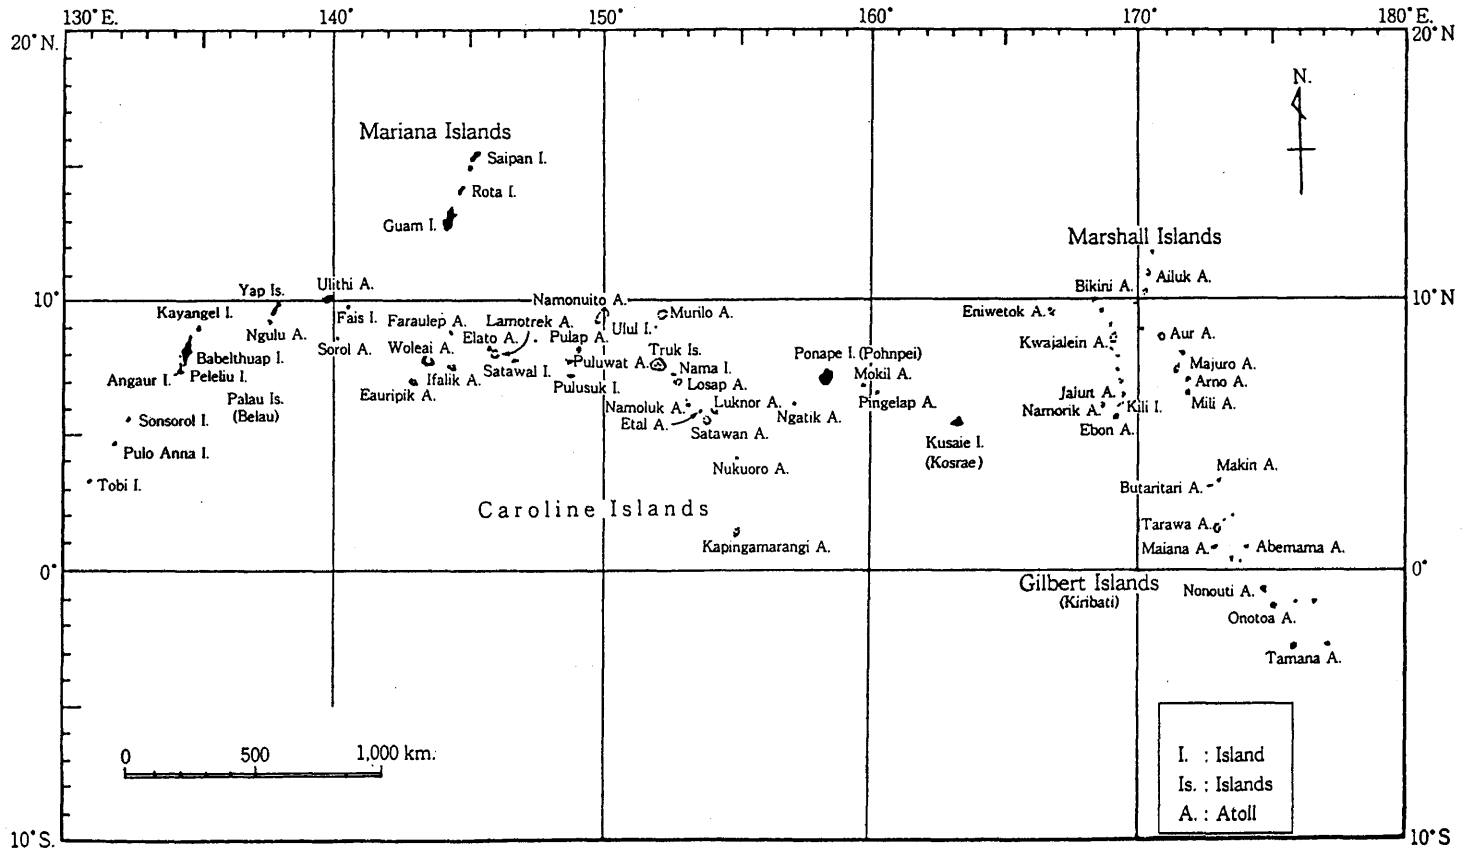 130°E.
140°
150°
160°
170°
180°E.
20°N.
20°N
N.
Mariana Islands
Saipan I.
Rota I.
Guam I.
Marshall Islands
Ailuk A.
Bikini A.
Ulithi A.
Yap Is.
10°
10°N
Namonuito A.
Eniwetok A.
Kayangel I.
Fais I.
Faraulep A.
Lamotrek A.
Murilo A.
Ulul I.
Ngulu A.
Elato A.
Pulap A.
Aur A.
Kwajalein A.
Sorol A.
Woleai A.
Truk Is.
Ponape I. (Pohnpei)
Babelthuap I.
Puluwat A.
Majuro A.
Satawal I.
Nama I.
Mokil A.
Angaur I.
Peleliu I.
Ifalik A.
Arno A.
Eauripik A.
Pulusuk I.
Losap A.
Jalurt A.
Palau Is.
(Belau)
Pingelap A.
Mili A.
Luknor A.
Namoluk A.
Namorik A.
Kili I.
Sonsorol I.
Etal A.
Ngatik A.
Ebon A.
Satawan A.
Kusaie I.
(Kosrae)
Pulo Anna I.
Nukuoro A.
Makin A.
Tobi I.
Butaritari A.
Caroline Islands
Tarawa A.
Kapingamarangi A.
Maiana A.
Abemama A.
0°
0°
Gilbert Islands
(Kiribati)
Nonouti A.
Onotoa A.
Tamana A.
0
500
1,000 km.
I. : Island
Is. : Islands
A. : Atoll
10°S.
10°S